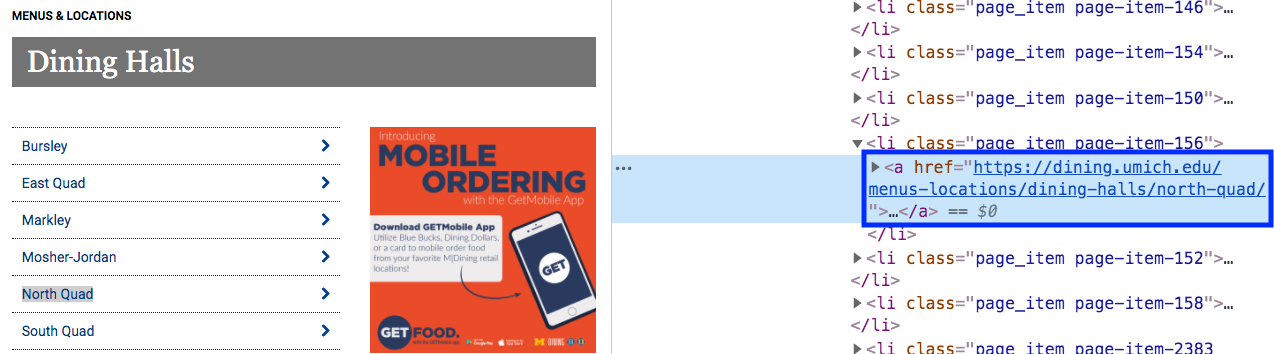 MENUS & LOCATIONS
Dining Halls
Bursley
East Quad
Markley
Mosher-Jordan
North Quad
South Quad
Introducing
MOBILE
ORDERING
with the GetMobile App
Download GETMobile App
Utilize Blue Bucks, Dining Dollars,
or a card to mobile order food
from your favorite M|Dining retail
locations!
GET
GET FOOD.
with the GETMobile app
Google Play
App Store
M DINING
<li class="page_item page-item-146">…
</li>
<li class="page_item page-item-154">…
</li>
<li class="page_item page-item-150">…
</li>
<li class="page_item page-item-156">
<a href="https://dining.umich.edu/
menus-locations/dining-halls/north-quad/
">…</a> == $0
</li>
<li class="page_item page-item-152">…
</li>
<li class="page_item page-item-158">…
</li>
<li class="page_item page-item-2383